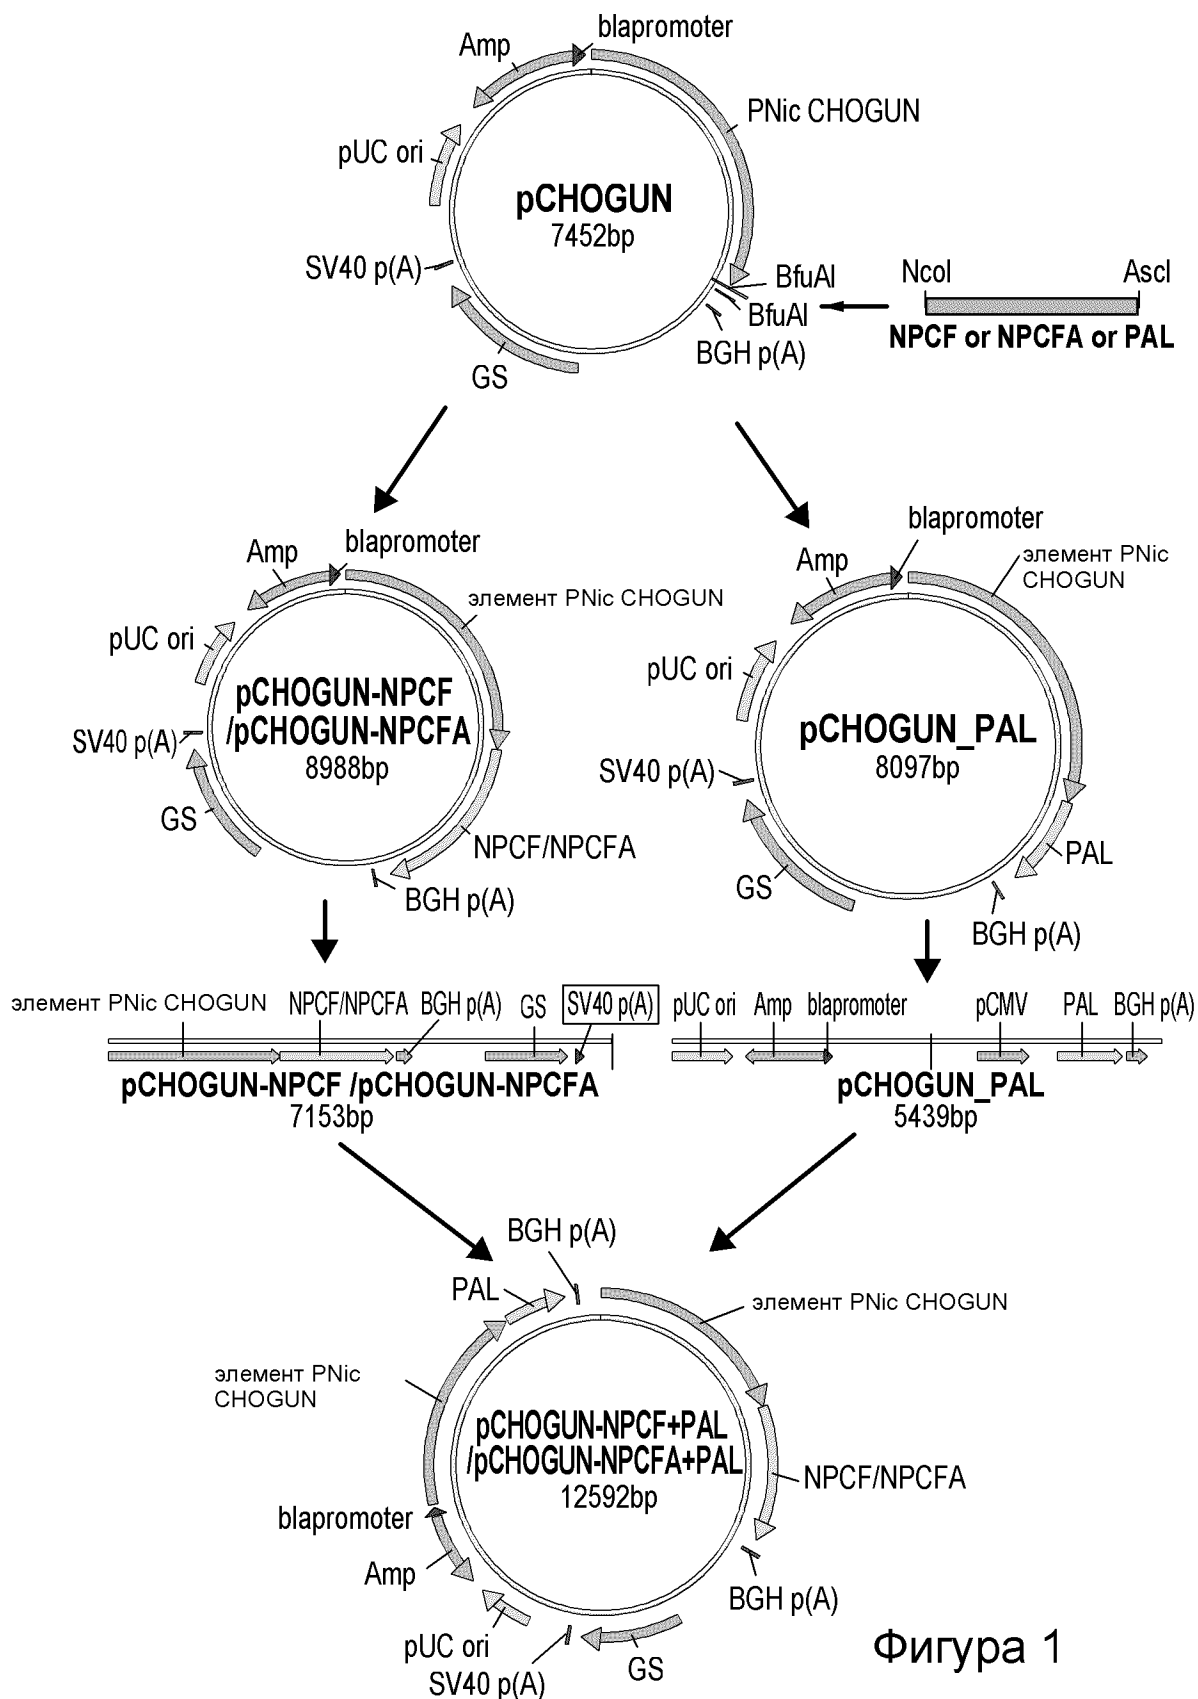 blapromoter
Amp
PNic CHOGUN
pUC ori
pCHOGUN
7452bp
SV40 p(A)
BfuAI
BfuAI
BGH p(A)
GS
NcoI
AscI
NPCF or NPCFA or PAL
blapromoter
Amp
элемент PNic CHOGUN
pUC ori
pCHOGUN-NPCF
/pCHOGUN-NPCFA
8988bp
SV40 p(A)
GS
NPCF/NPCFA
BGH p(A)
blapromoter
Amp
элемент PNic
CHOGUN
pUC ori
pCHOGUN_PAL
8097bp
SV40 p(A)
GS
PAL
BGH p(A)
элемент PNic CHOGUN
NPCF/NPCFA
BGH p(A)
GS
SV40 p(A)
pCHOGUN-NPCF /pCHOGUN-NPCFA
7153bp
pUC ori
Amp
blapromoter
pCMV
PAL
BGH p(A)
pCHOGUN_PAL
5439bp
BGH p(A)
PAL
элемент PNic CHOGUN
элемент PNic
CHOGUN
pCHOGUN-NPCF+PAL
/pCHOGUN-NPCFA+PAL
12592bp
NPCF/NPCFA
blapromoter
Amp
BGH p(A)
pUC ori
SV40 p(A)
GS
Фигура 1